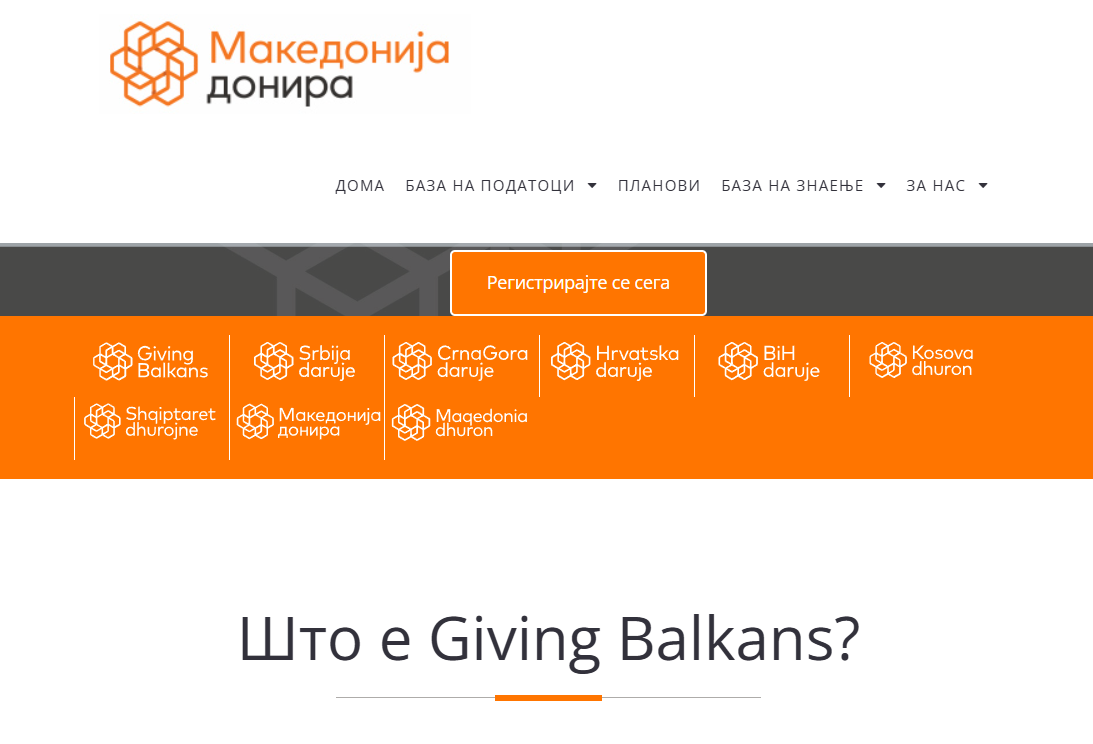 Македонија
донира
ДОМА БАЗА НА ПОДАТОЦИ ПЛАНОВИ БАЗА НА ЗНАЕЊЕ ЗА НАС
Регистрирајте се сега
Giving
Balkans
Srbija
daruje
CrnaGora
daruje
Hrvatska
daruje
BiH
daruje
Kosova
dhuron
Shqiptaret
dhurojne
Македонија
донира
Maqedonia
dhuron
Што е Giving Balkans?